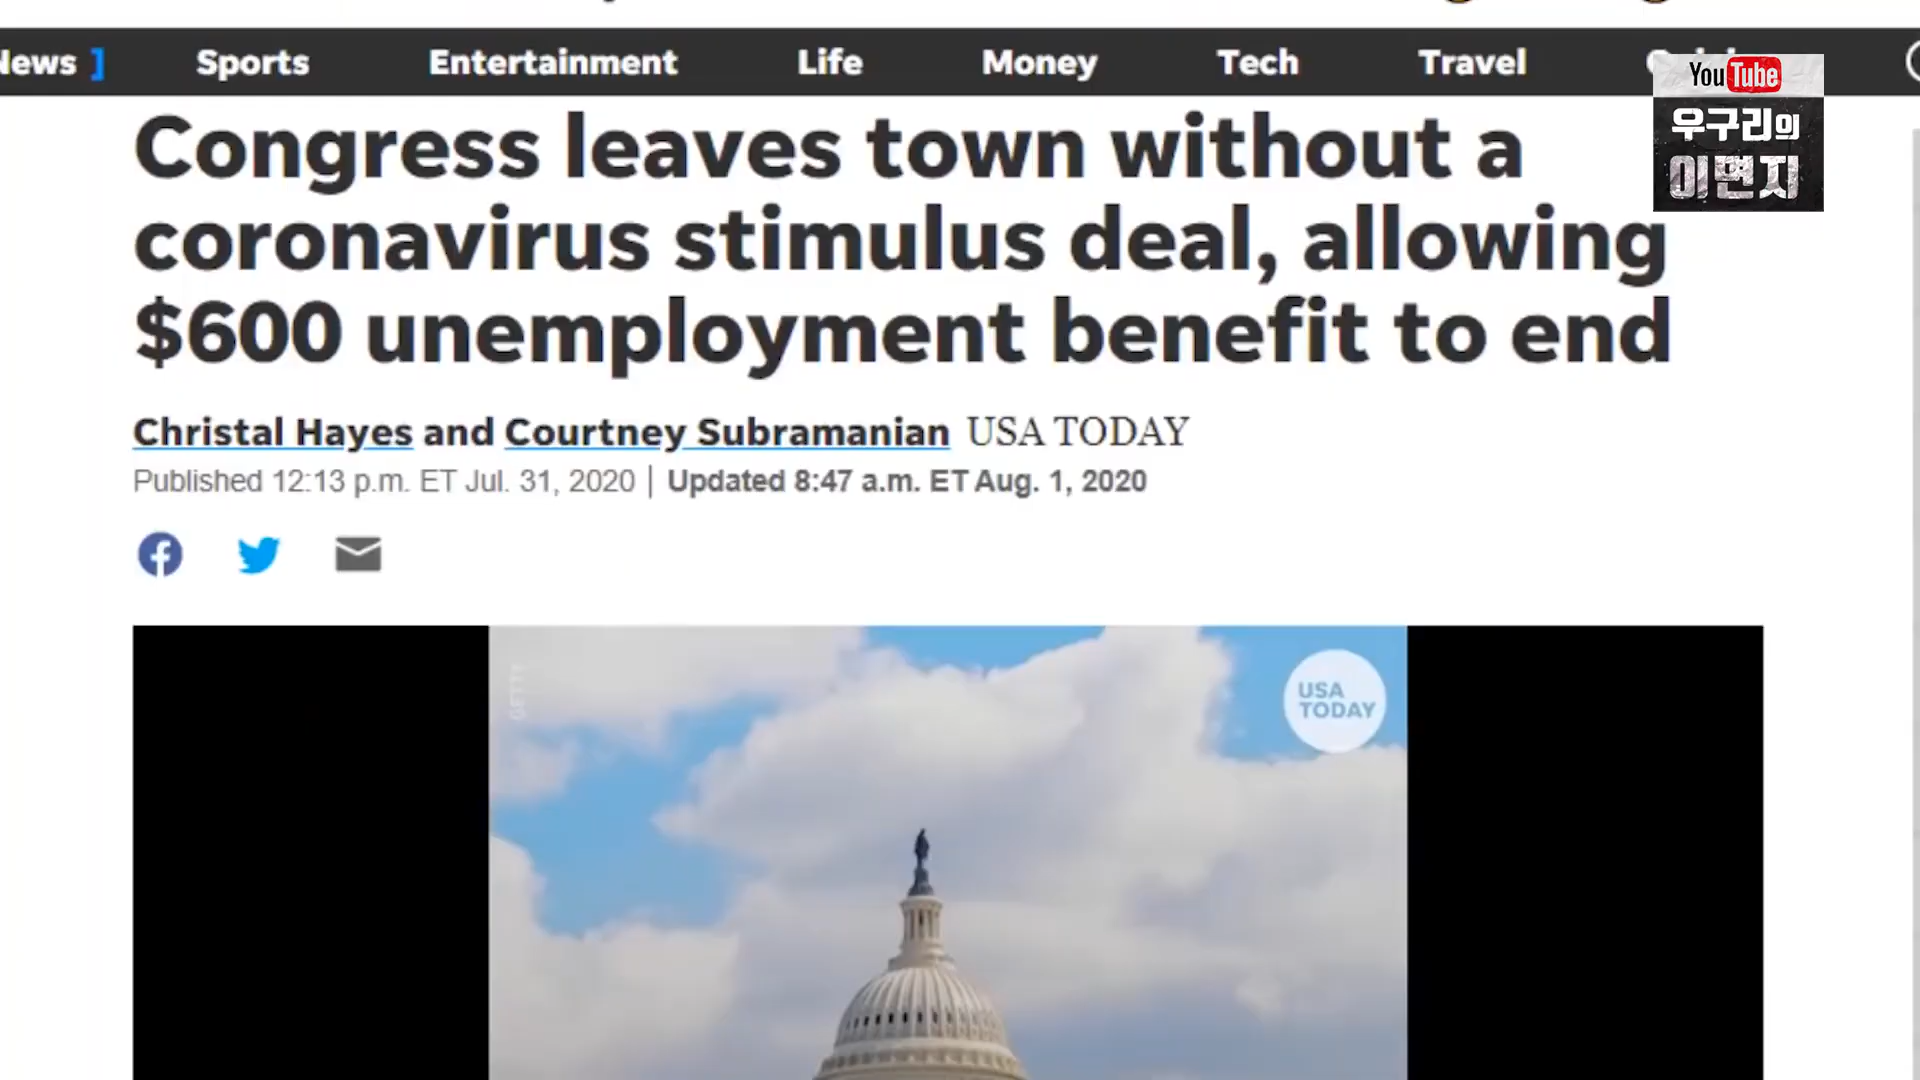 News ]
Sports
Entertainment
Life
Money
Tech
Travel
YouTube
우구리의
이면지
Congress leaves town without a
coronavirus stimulus deal, allowing
$600 unemployment benefit to end
Christal Hayes and Courtney Subramanian USA TODAY
Published 12:13 p.m. ET Jul. 31, 2020 | Updated 8:47 a.m. ET Aug. 1, 2020
GETTY
USA
TODAY